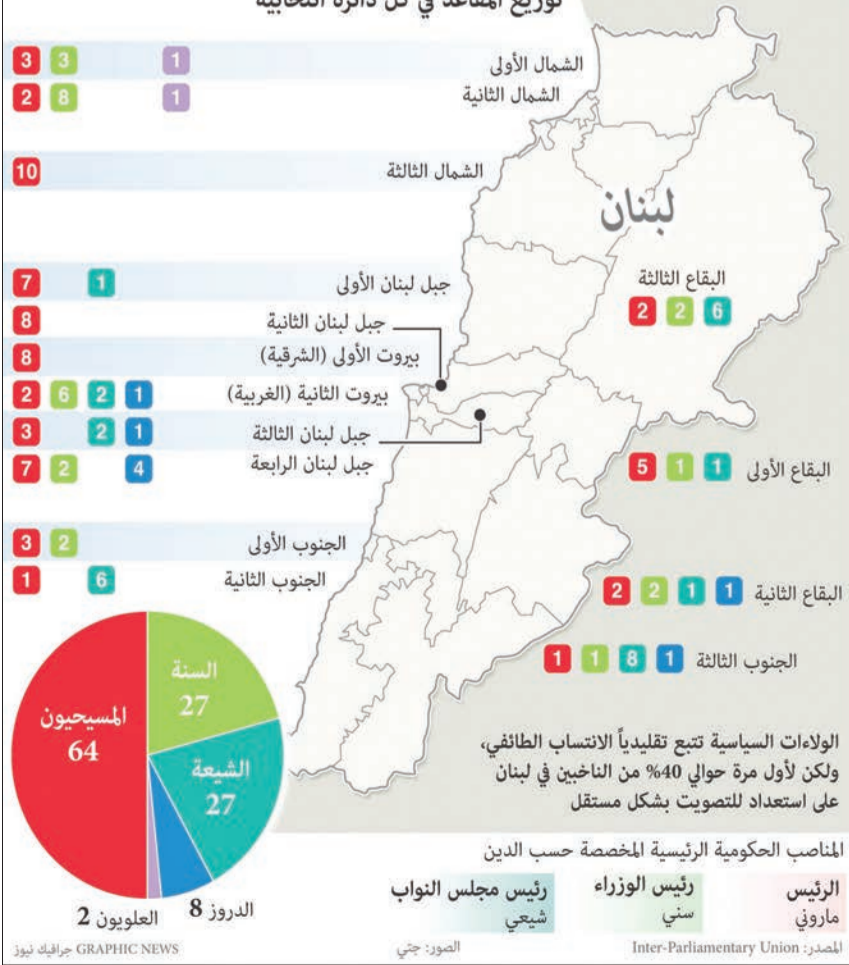 توزيع المقاعد في كل دائرة انتخابية
الشمال الأولى 1 3 3
الشمال الثانية 1 8 2
الشمال الثالثة 10
لبنان
جبل لبنان الأولى 1 7
البقاع الثالثة
6 2 2
جبل لبنان الثانية 8
بيروت الأولى (الشرقية) 8
بيروت الثانية (الغربية) 1 2 6 2
جبل لبنان الثالثة 1 2 3
جبل لبنان الرابعة 4 2 7
البقاع الأولى 1 1 5
الجنوب الأولى 2 3
الجنوب الثانية 6 1
البقاع الثانية 1 1 2 2
الجنوب الثالثة 1 8 1 1
السنة
27
المسيحيون
64
الشيعة
27
الدروز 8
العلويون 2
الولاءات السياسية تتبع تقليدياً الانتساب الطائفي،
ولكن لأول مرة حوالي 40% من الناخبين في لبنان
على استعداد للتصويت بشكل مستقل
المناصب الحكومية الرئيسية المخصصة حسب الدين
الرئيس
ماروني
رئيس الوزراء
سني
رئيس مجلس النواب
شيعي
المصدر: Inter-Parliamentary Union
الصور: جتي
GRAPHIC NEWS جرافيك نيوز